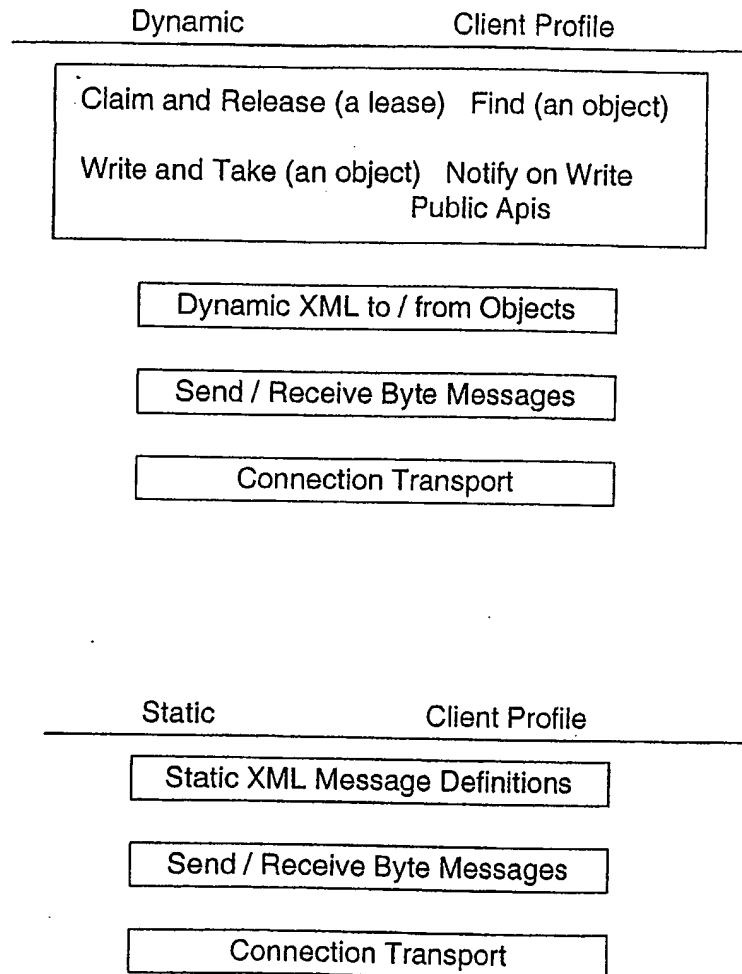 Dynamic Client Profile
Claim and Release (a lease) Find (an object)
Write and Take (an object) Notify on Write
Public Apis
Dynamic XML to / from Objects
Send / Receive Byte Messages
Connection Transport
Static Client Profile
Static XML Message Definitions
Send / Receive Byte Messages
Connection Transport